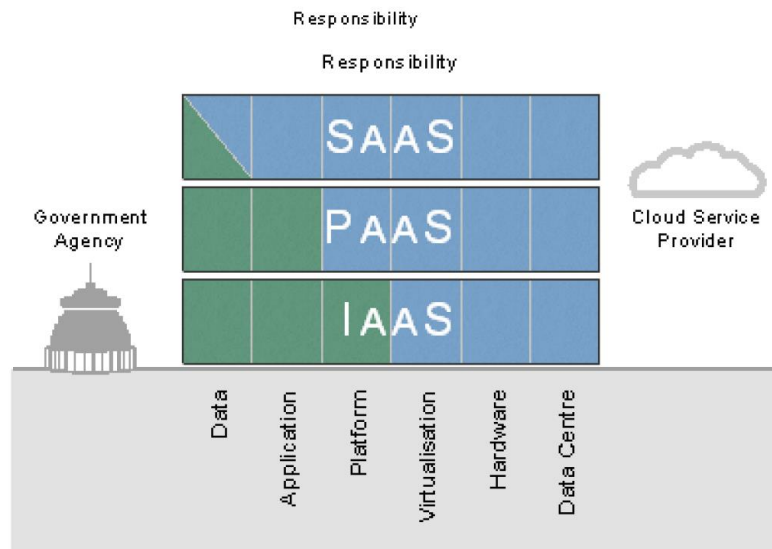 Responsibility
Responsibility
SAAS
Government
Agency
PAAS
Cloud Service
Provider
IAAS
Data
Application
Platform
Virtualisation
Hardware
Data Centre